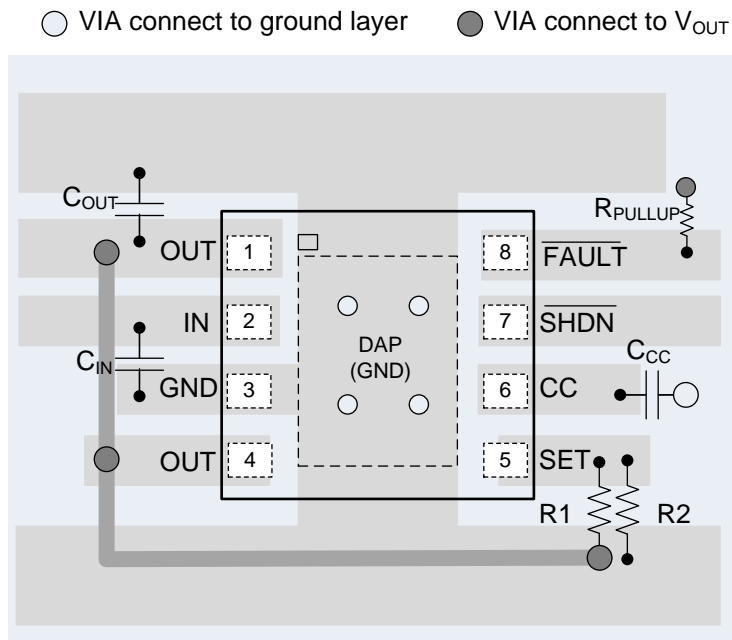 VIA connect to ground layer
VIA connect to VOUT
COUT
RPULLUP
OUT 1
8 FAULT
IN 2
7 SHDN
DAP
(GND)
CIN
CCC
GND 3
6 CC
OUT 4
5 SET
R1
R2